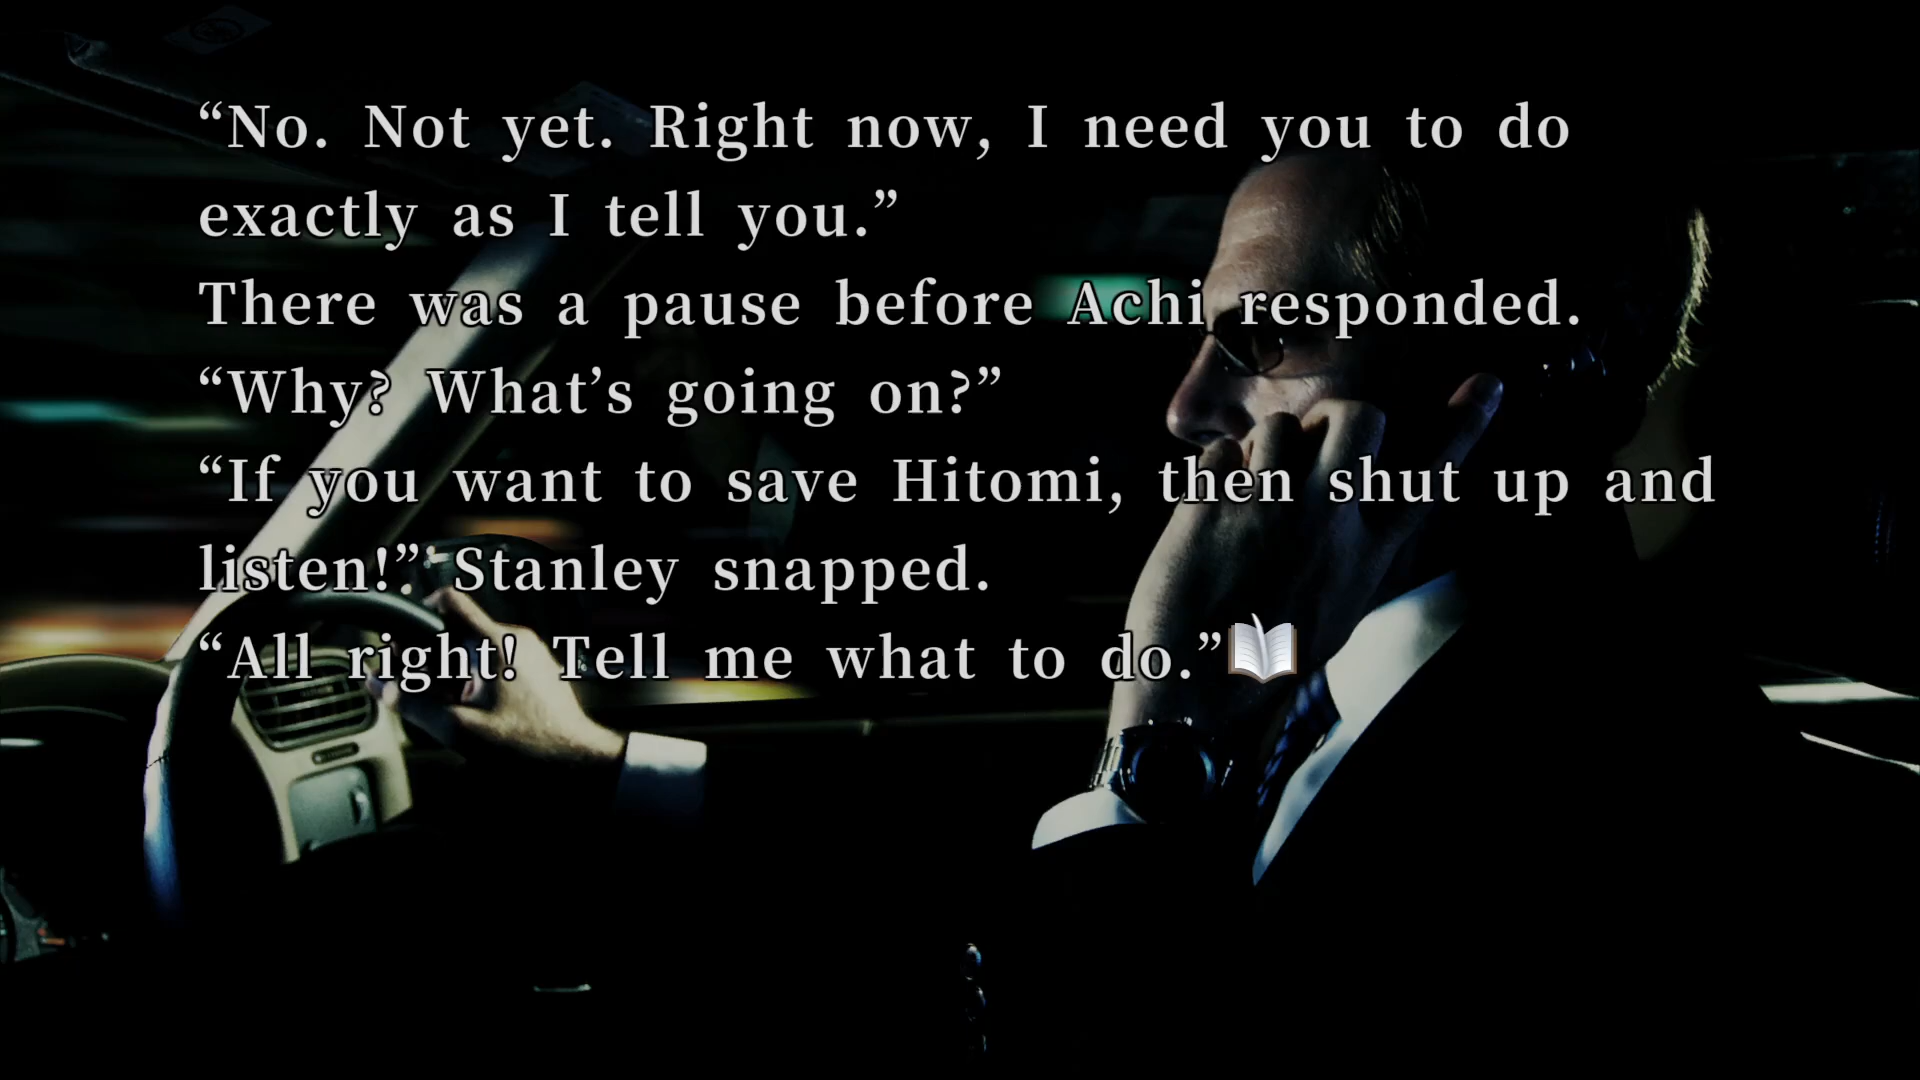 “No. Not yet. Right now, I need you to do
exactly as I tell you.”
There was a pause before Achi responded.
“Why? What’s going on?”
“If you want to save Hitomi, then shut up and
listen!” Stanley snapped.
“All right! Tell me what to do.”